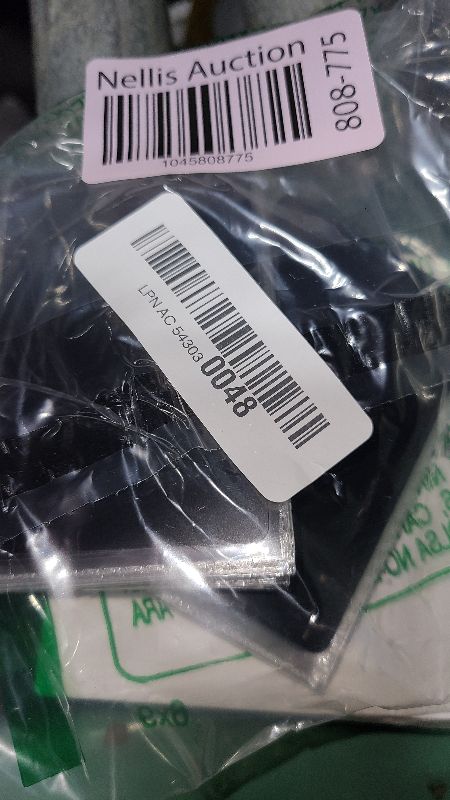 Nellis Auction
808-775
1045808775
LPN AC 54303 0048
ARA
6x9